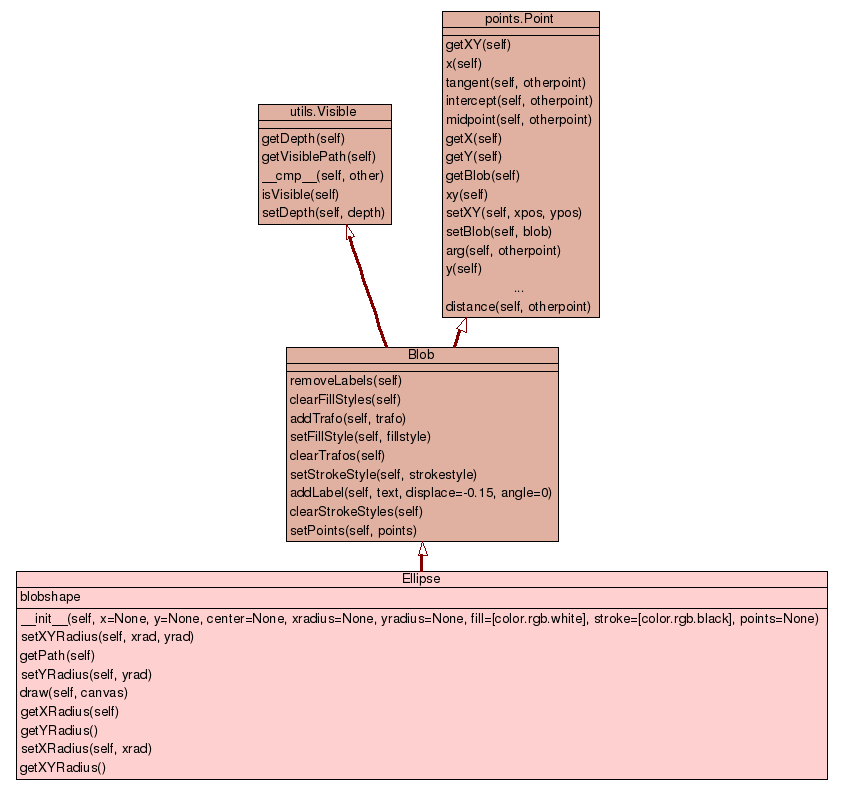 points.Point
getXY(self)
x(self)
tangent(self, otherpoint)
intercept(self, otherpoint)
midpoint(self, otherpoint)
getX(self)
getY(self)
getBlob(self)
xy(self)
setXY(self, xpos, ypos)
setBlob(self, blob)
arg(self, otherpoint)
y(self)
...
distance(self, otherpoint)
utils.Visible
getDepth(self)
getVisiblePath(self)
__cmp__(self, other)
isVisible(self)
setDepth(self, depth)
Blob
removeLabels(self)
clearFillStyles(self)
addTrafo(self, trafo)
setFillStyle(self, fillstyle)
clearTrafos(self)
setStrokeStyle(self, strokestyle)
addLabel(self, text, displace=-0.15, angle=0)
clearStrokeStyles(self)
setPoints(self, points)
Ellipse
blobshape
__init__(self, x=None, y=None, center=None, xradius=None, yradius=None, fill=[color.rgb.white], stroke=[color.rgb.black], points=None)
setXYRadius(self, xrad, yrad)
getPath(self)
setYRadius(self, yrad)
draw(self, canvas)
getXRadius(self)
getYRadius()
setXRadius(self, xrad)
getXYRadius()